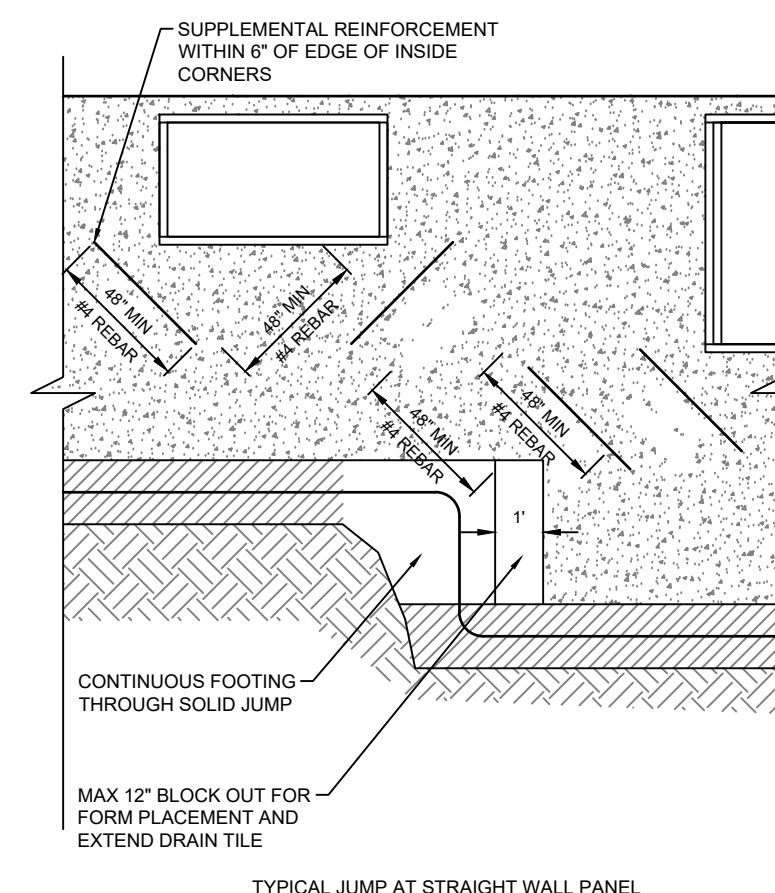 SUPPLEMENTAL REINFORCEMENT
WITHIN 6" OF EDGE OF INSIDE
CORNERS
48" MIN
#4 REBAR
48" MIN
#4 REBAR
48" MIN
#4 REBAR
48" MIN
#4 REBAR
1'
CONTINUOUS FOOTING
THROUGH SOLID JUMP
MAX 12" BLOCK OUT FOR
FORM PLACEMENT AND
EXTEND DRAIN TILE
TYPICAL JUMP AT STRAIGHT WALL PANEL